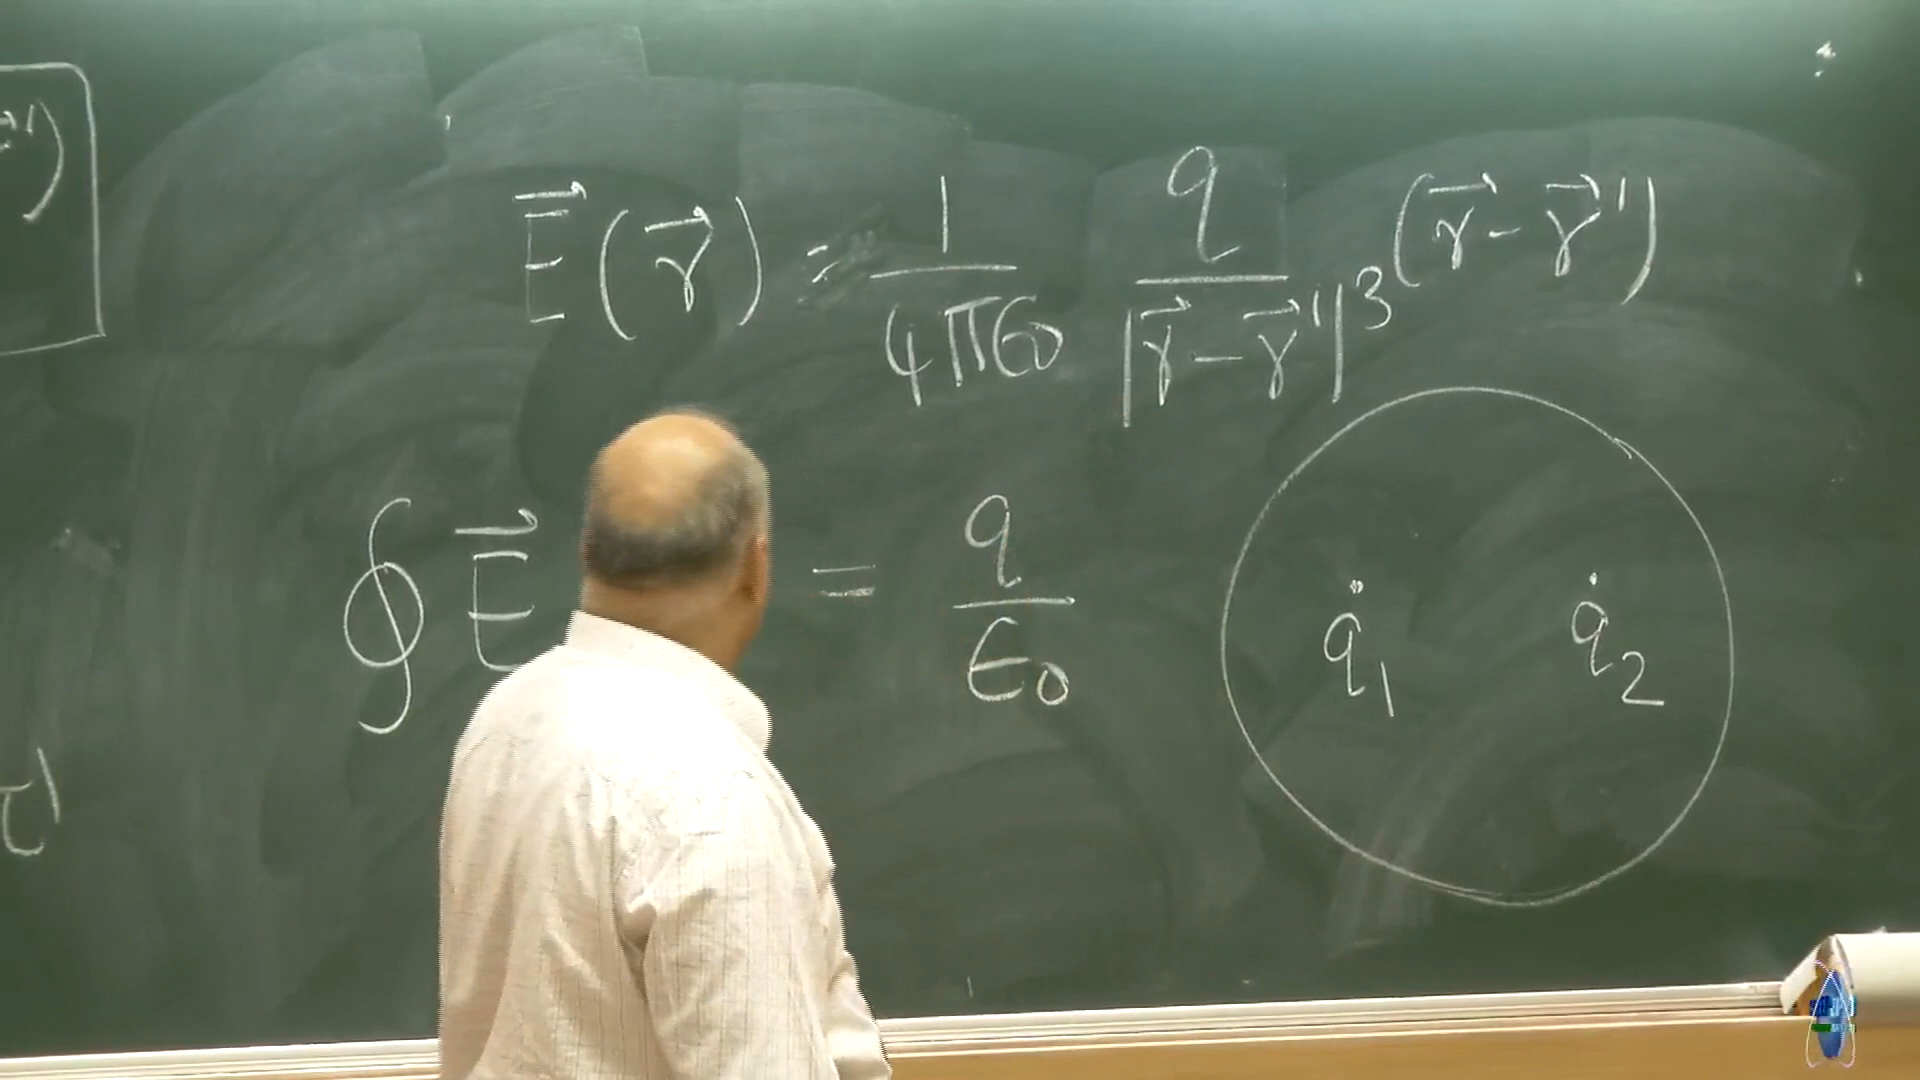 r⃗')
E⃗(r⃗) = 1/4πε₀ q/|r⃗-r⃗'|³ (r⃗-r⃗')
∮ E⃗ = q/ε₀
q₁ q₂
τ'